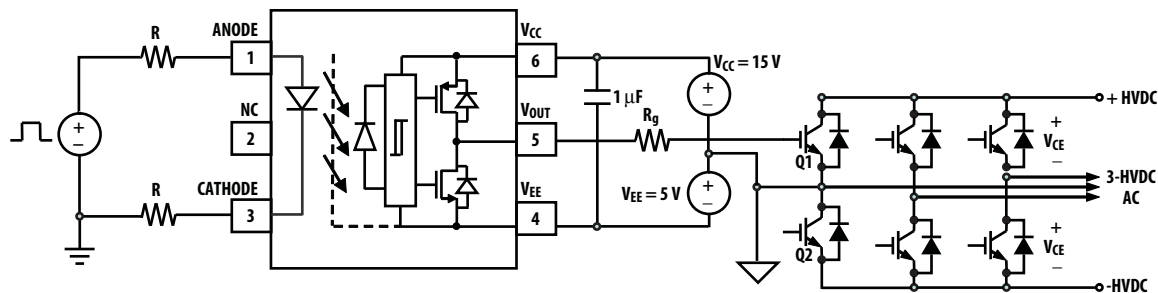 R
ANODE
1
NC
2
CATHODE
R
3
VCC
6
VOUT
5
VEE
4
1 μF
Rg
VCC = 15 V
+
–
VEE = 5 V
+
–
+
–
Q1
Q2
+ HVDC
+
VCE
–
3-HVDC
AC
+
VCE
–
-HVDC